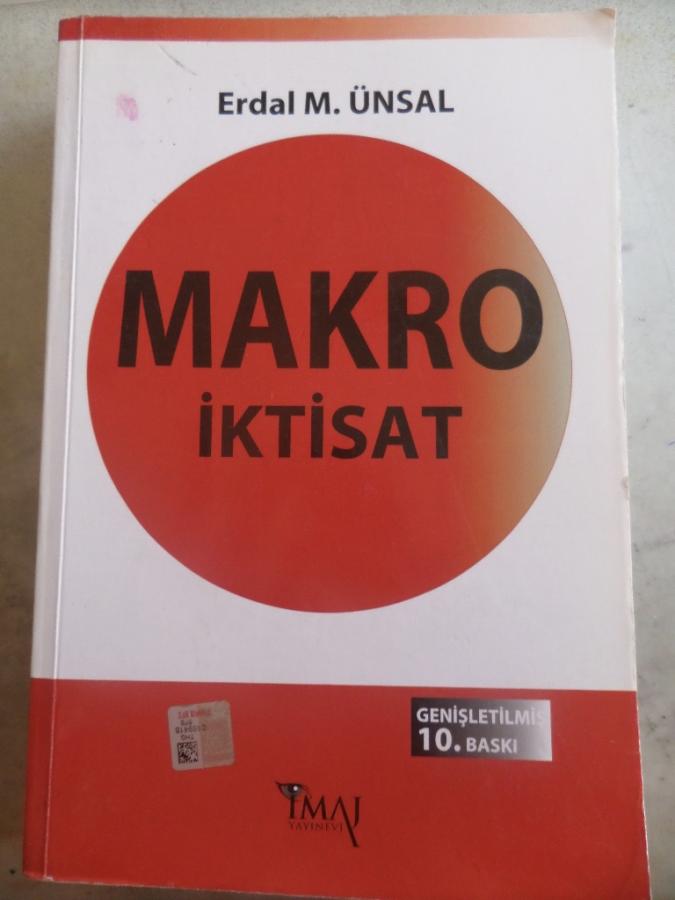 Erdal M. ÜNSAL
MAKRO
İKTİSAT
GENİŞLETİLMİŞ
10. BASKI
İMAJ
YAYINEVİ